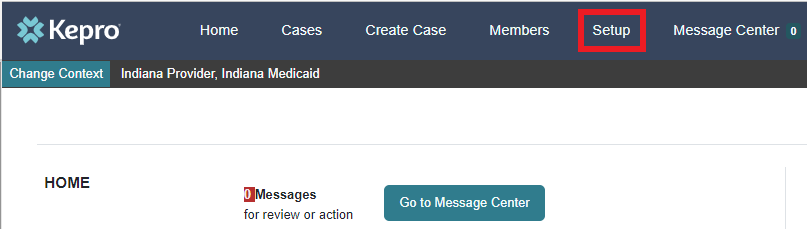 Kepro® Home Cases Create Case Members Setup Message Center 0
Change Context Indiana Provider, Indiana Medicaid
HOME
0 Messages
for review or action
Go to Message Center